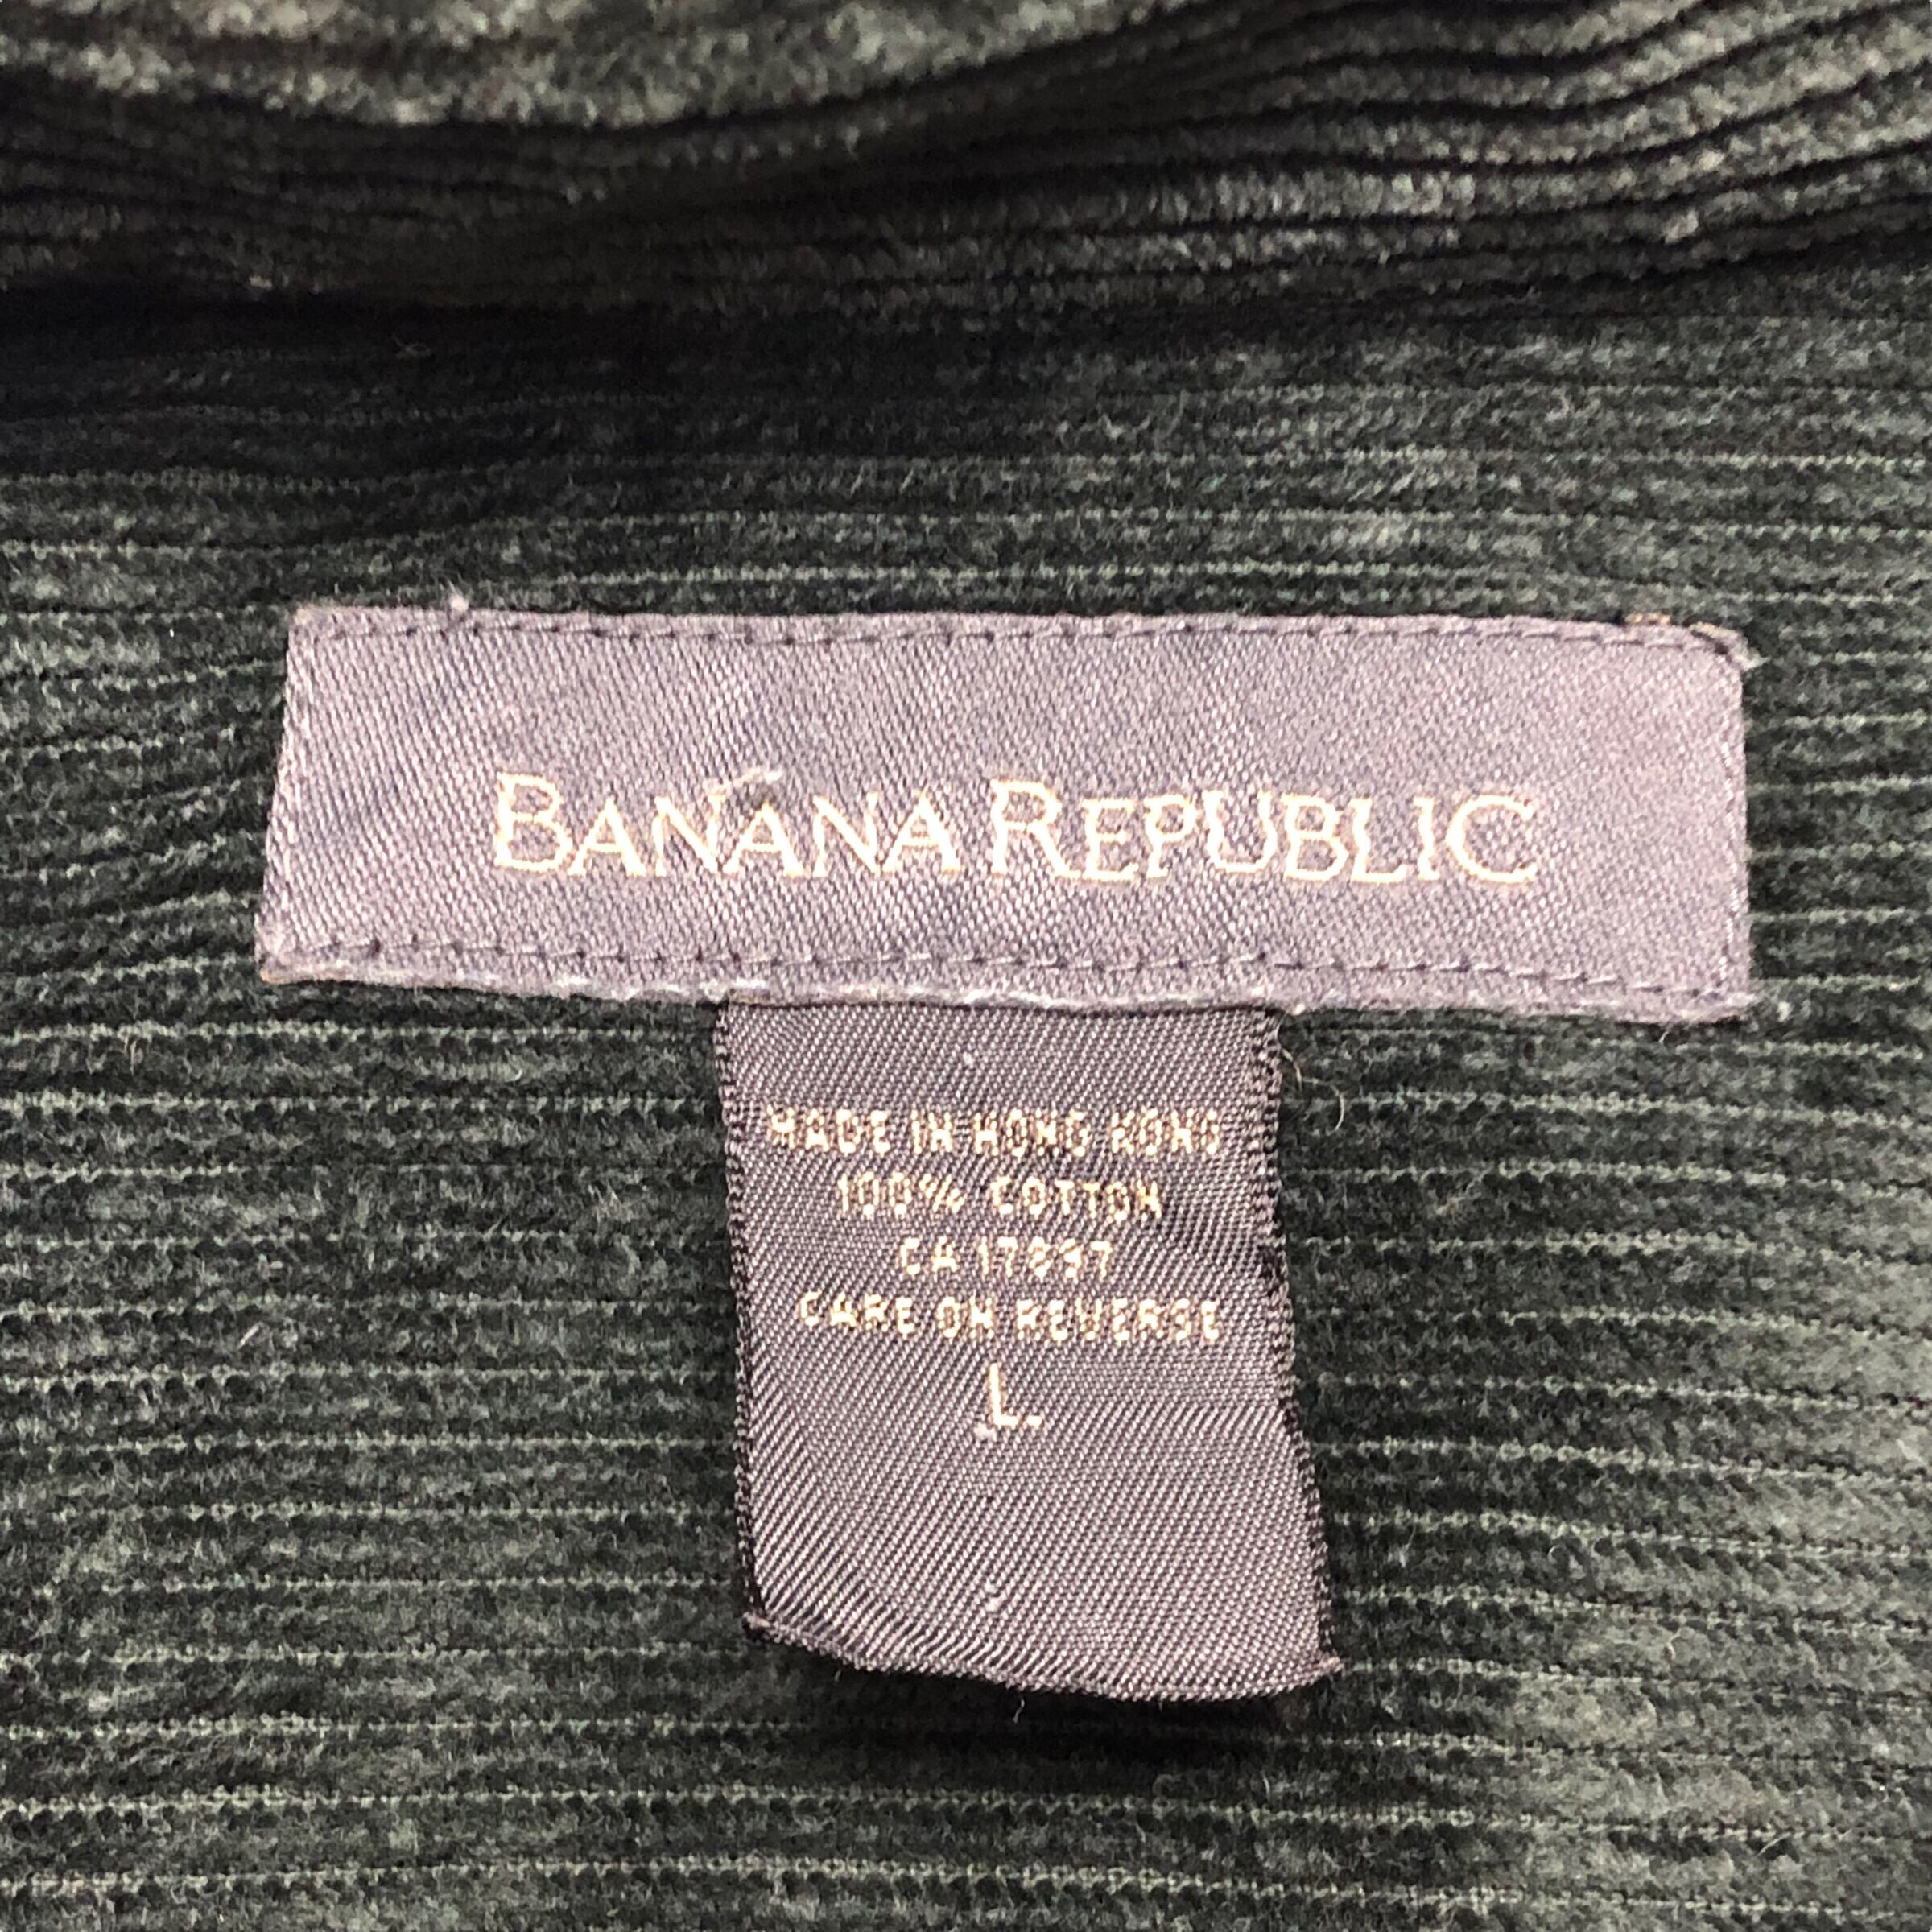 BANANA REPUBLIC
MADE IN HONG KONG
100% COTTON
CA 17897
CARE ON REVERSE
L